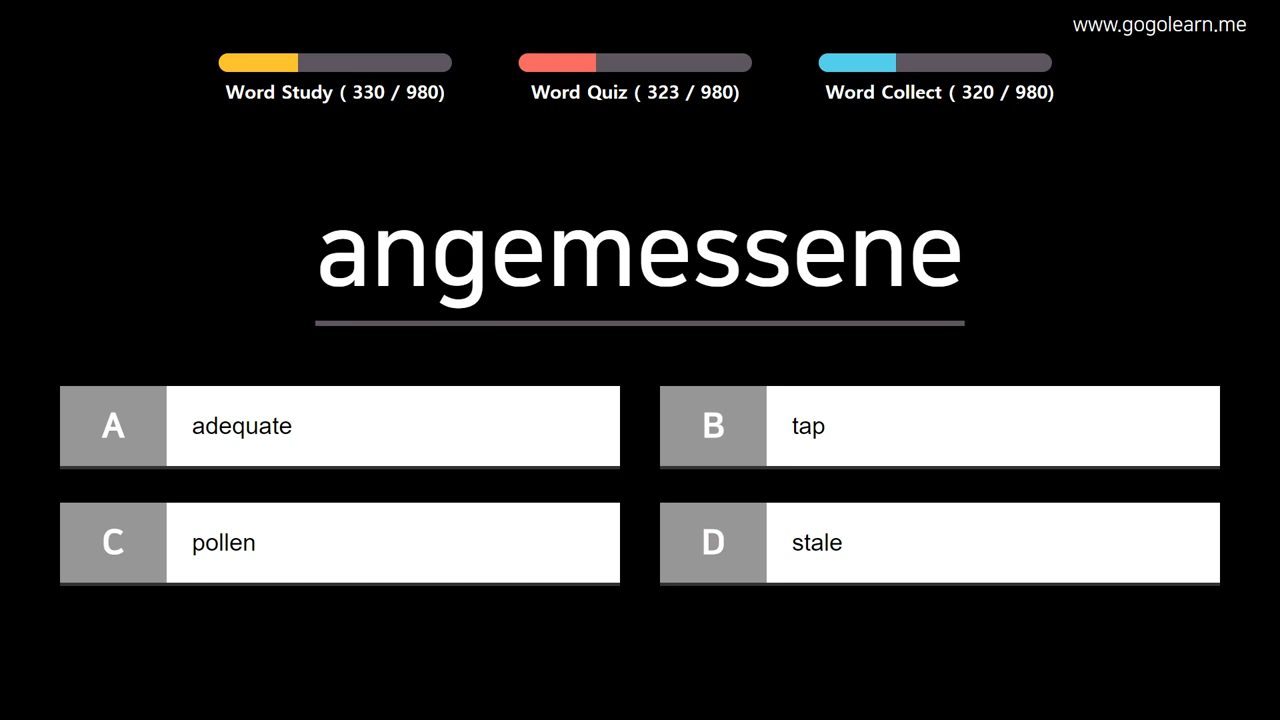 www.gogolearn.me
Word Study ( 330 / 980)
Word Quiz ( 323 / 980)
Word Collect ( 320 / 980)
angemessene
A adequate
B tap
C pollen
D stale